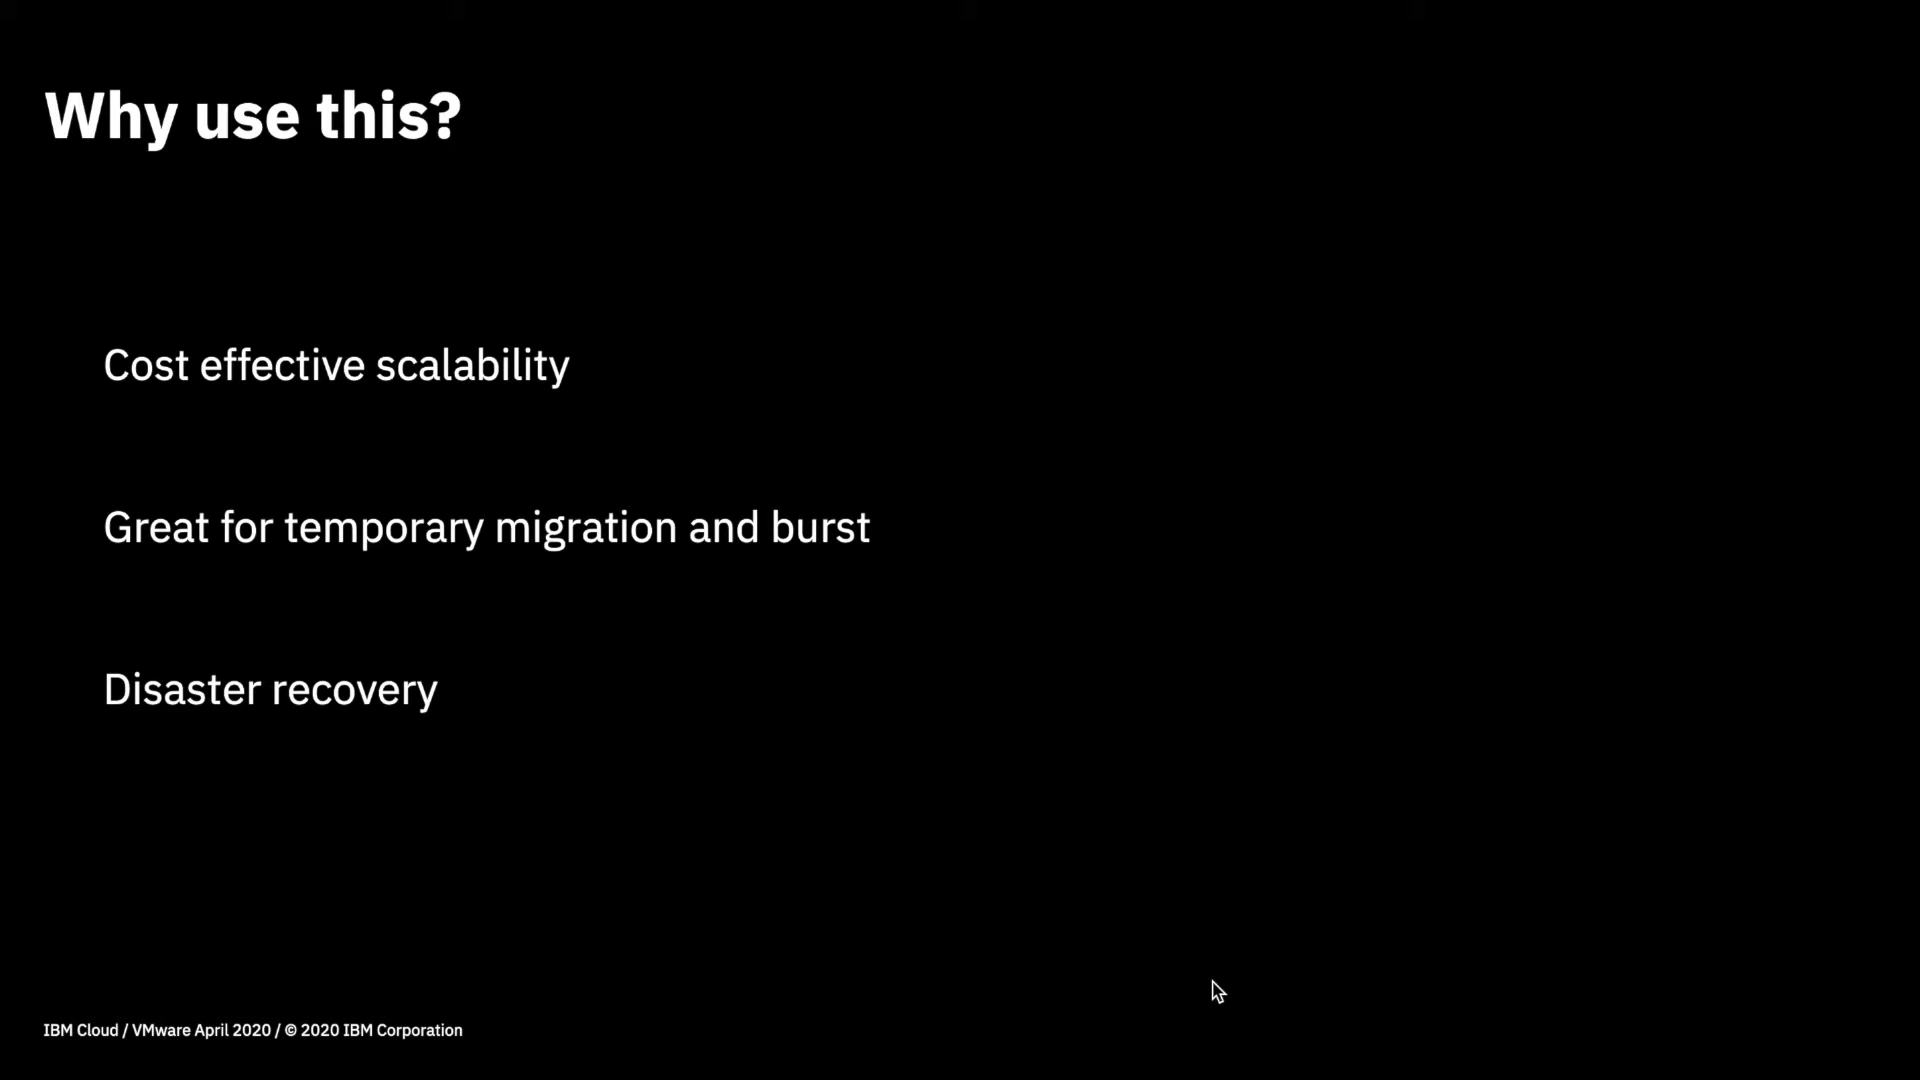 Why use this?
Cost effective scalability
Great for temporary migration and burst
Disaster recovery
IBM Cloud / VMware April 2020 / © 2020 IBM Corporation